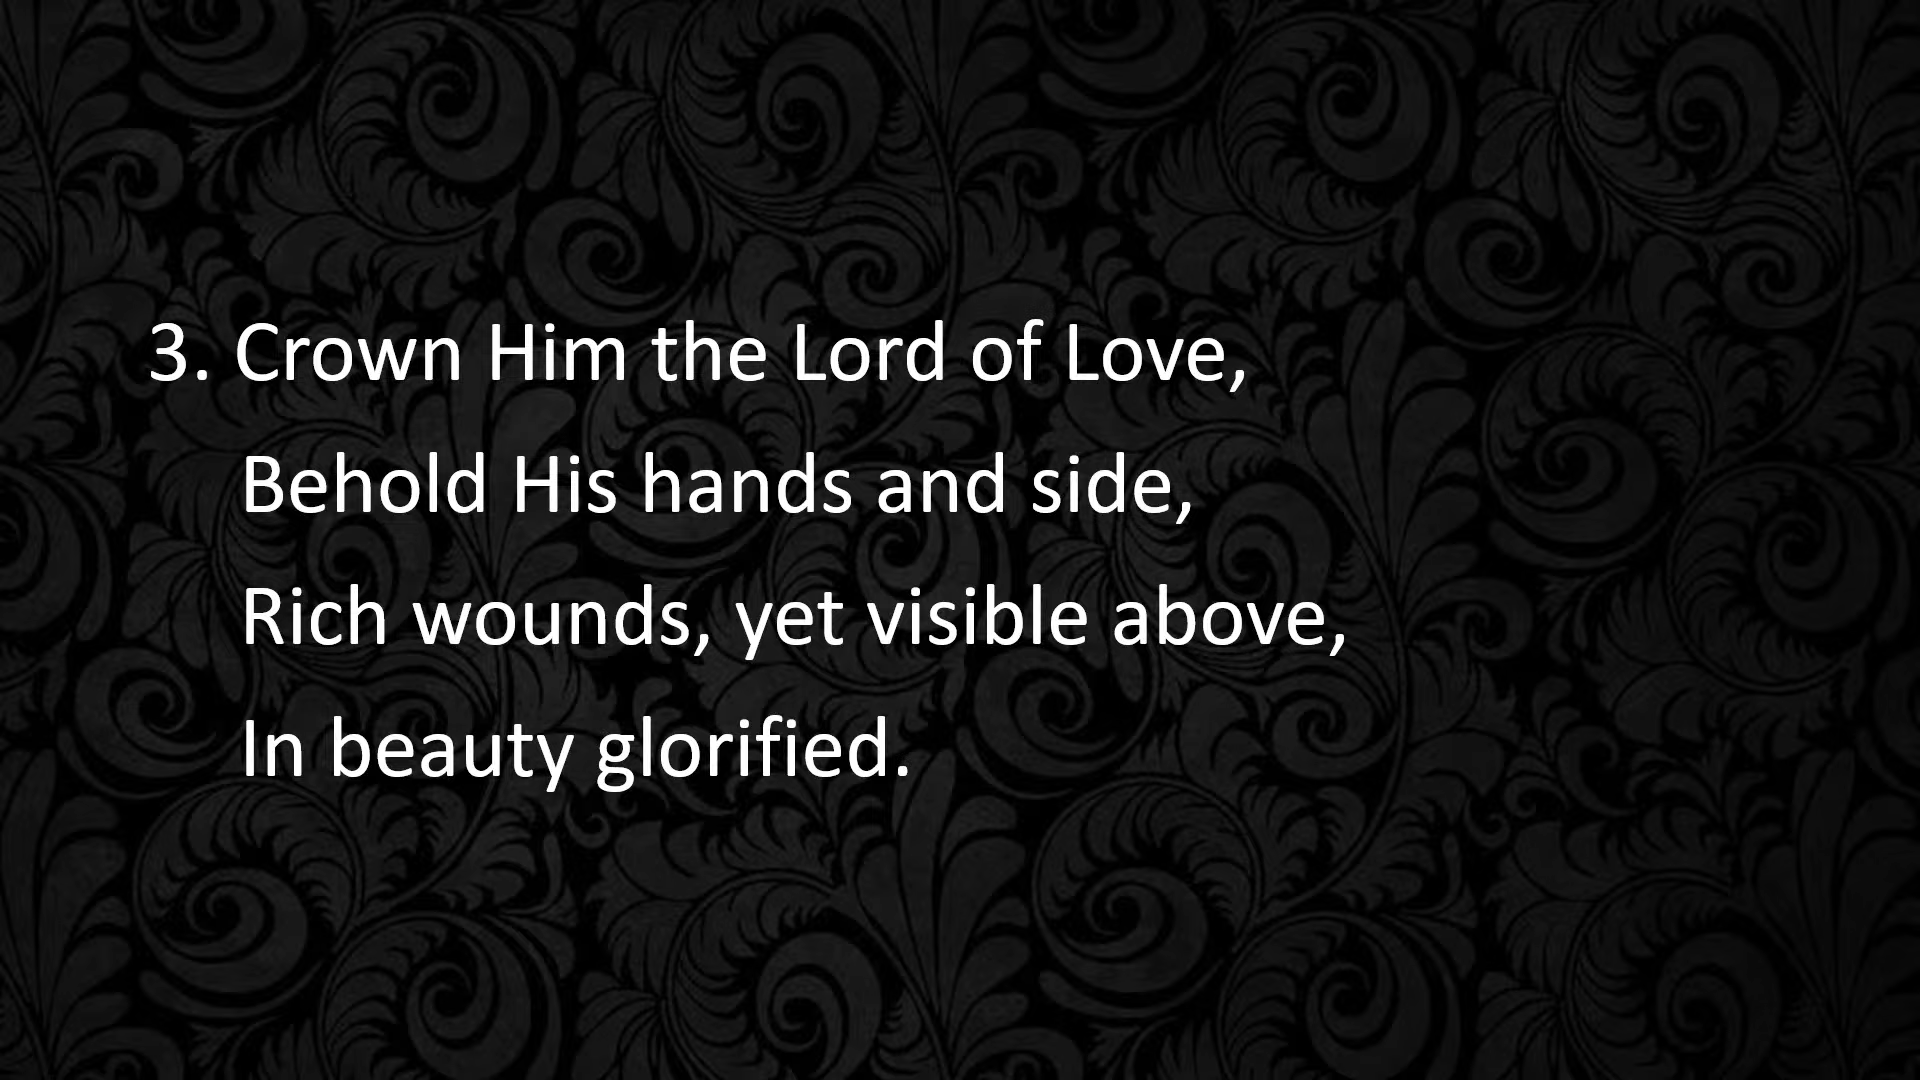 3. Crown Him the Lord of Love,
Behold His hands and side,
Rich wounds, yet visible above,
In beauty glorified.